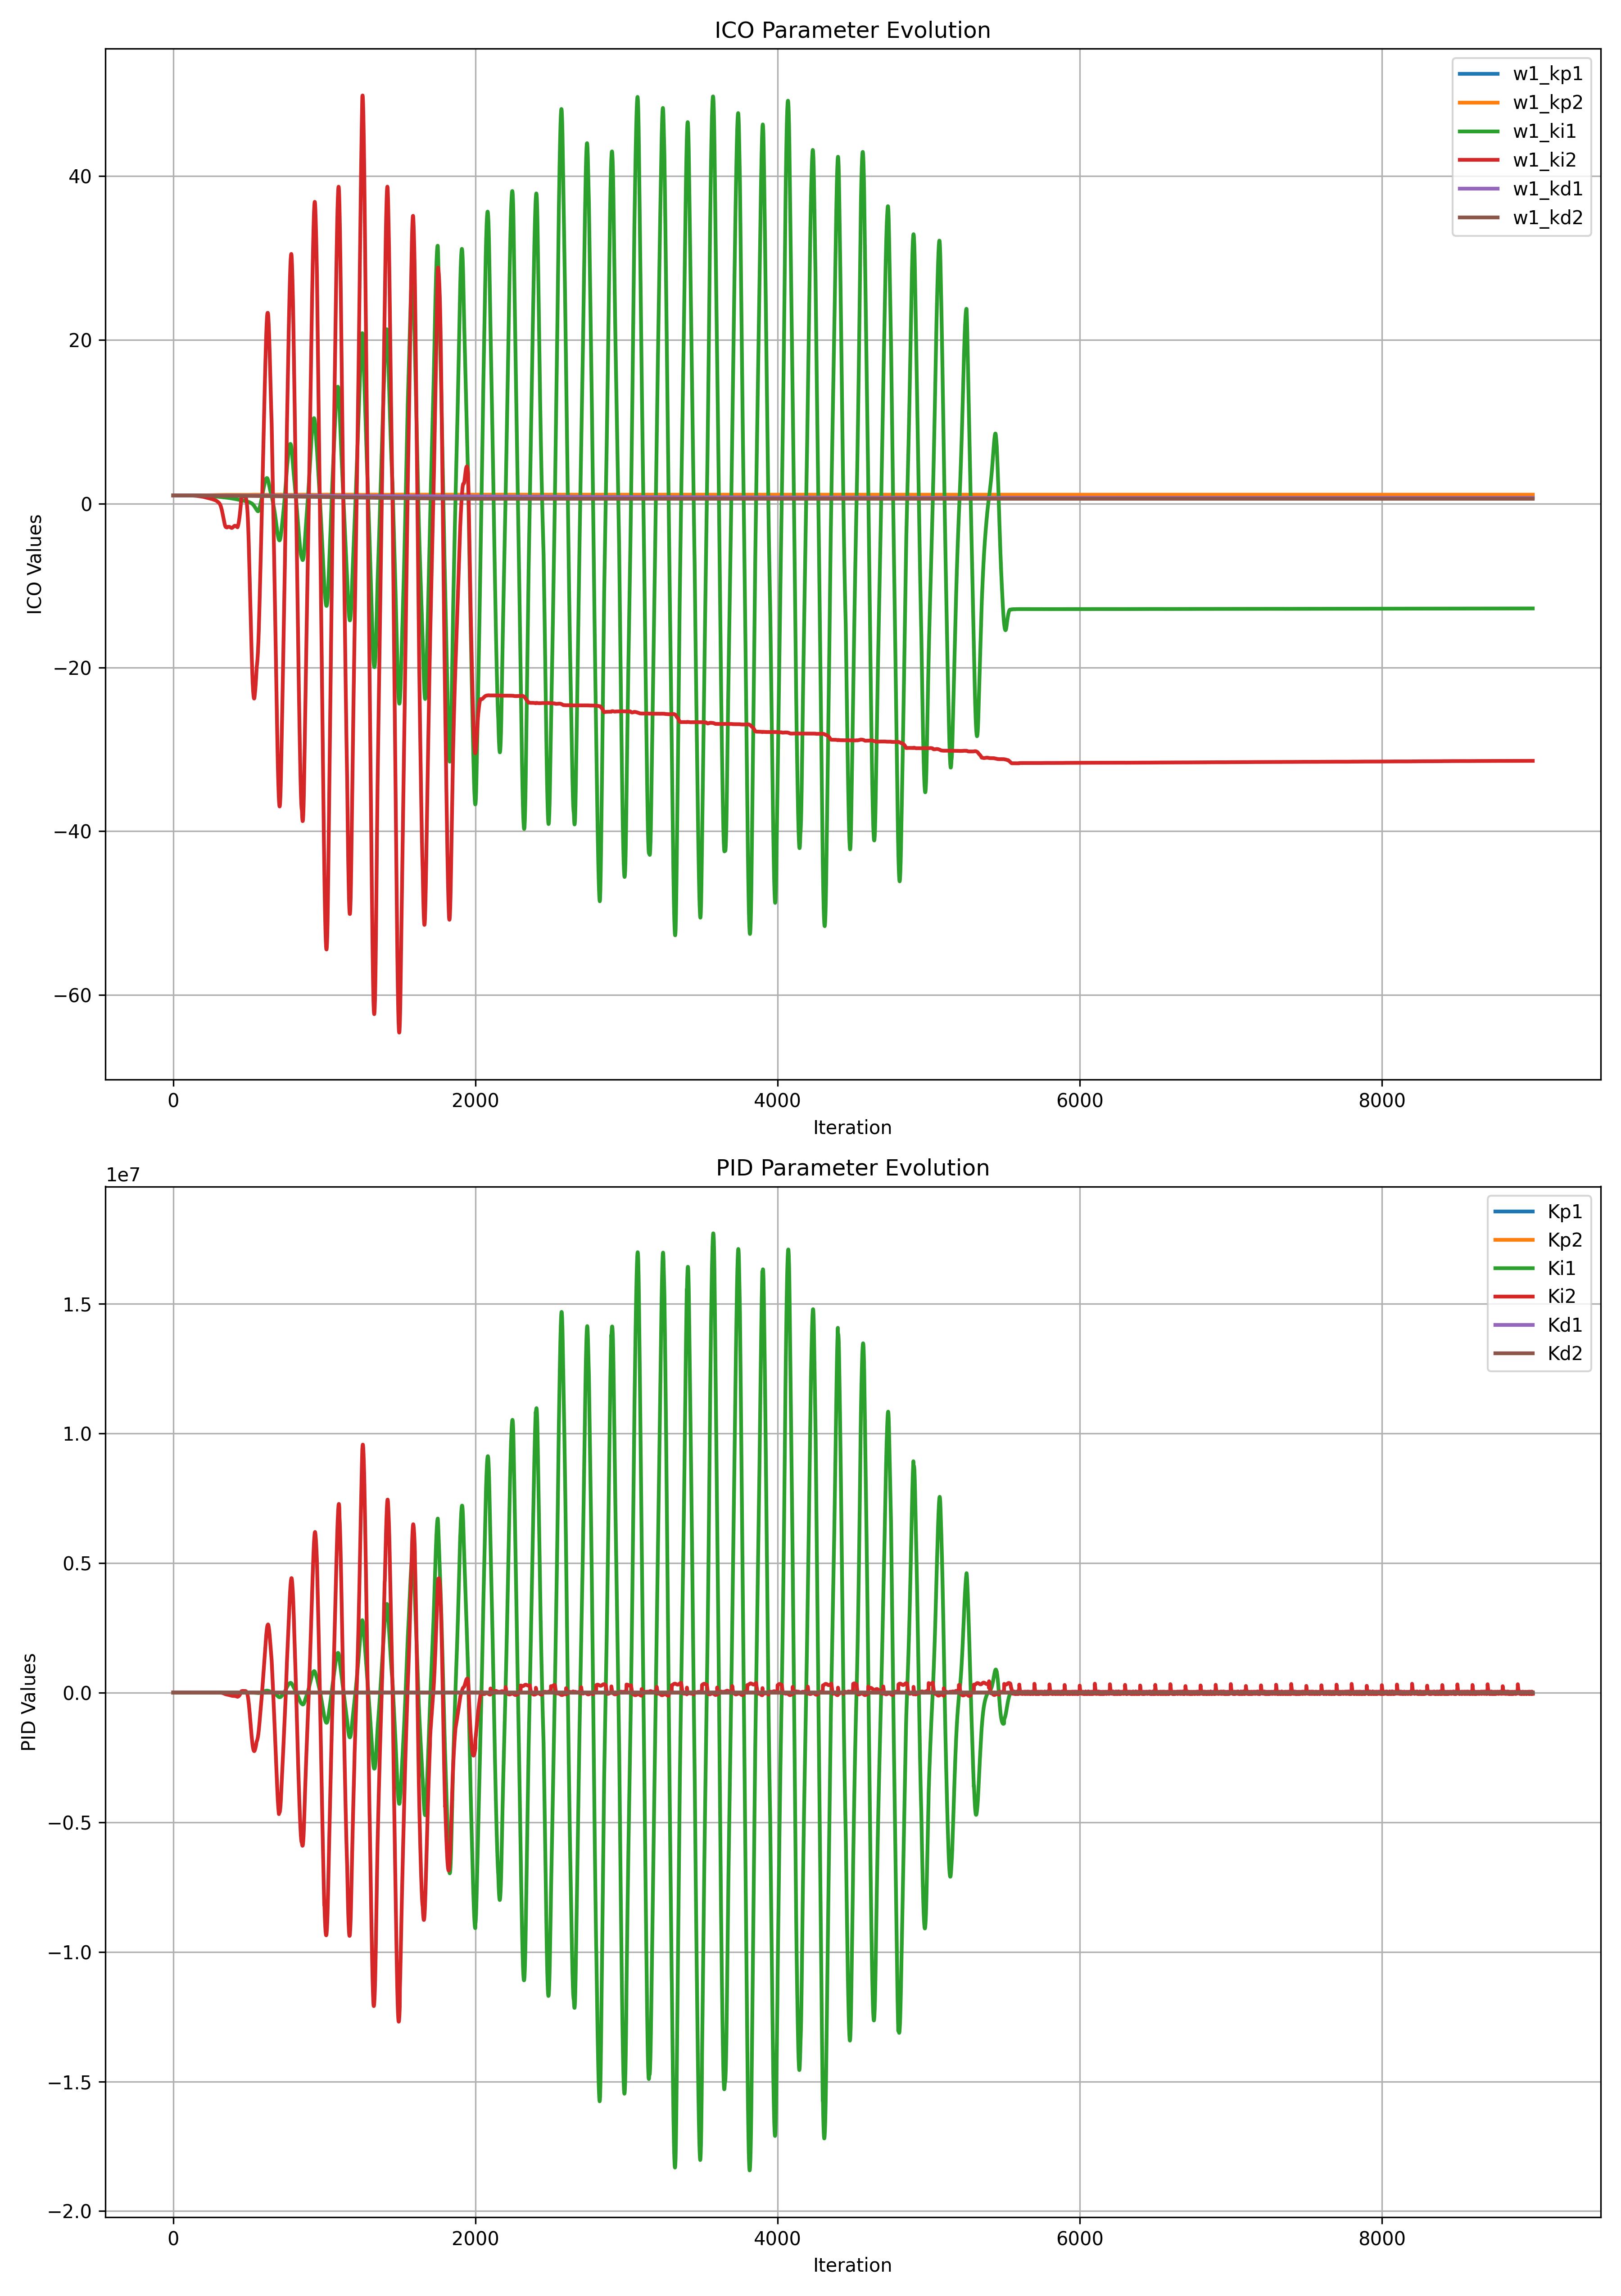 ICO Parameter Evolution
w1_kp1
w1_kp2
w1_ki1
w1_ki2
w1_kd1
w1_kd2
40
20
0
−20
−40
−60
ICO Values
0 2000 4000 6000 8000
Iteration
PID Parameter Evolution
1e7
Kp1
Kp2
Ki1
Ki2
Kd1
Kd2
1.5
1.0
0.5
0.0
−0.5
−1.0
−1.5
−2.0
PID Values
0 2000 4000 6000 8000
Iteration